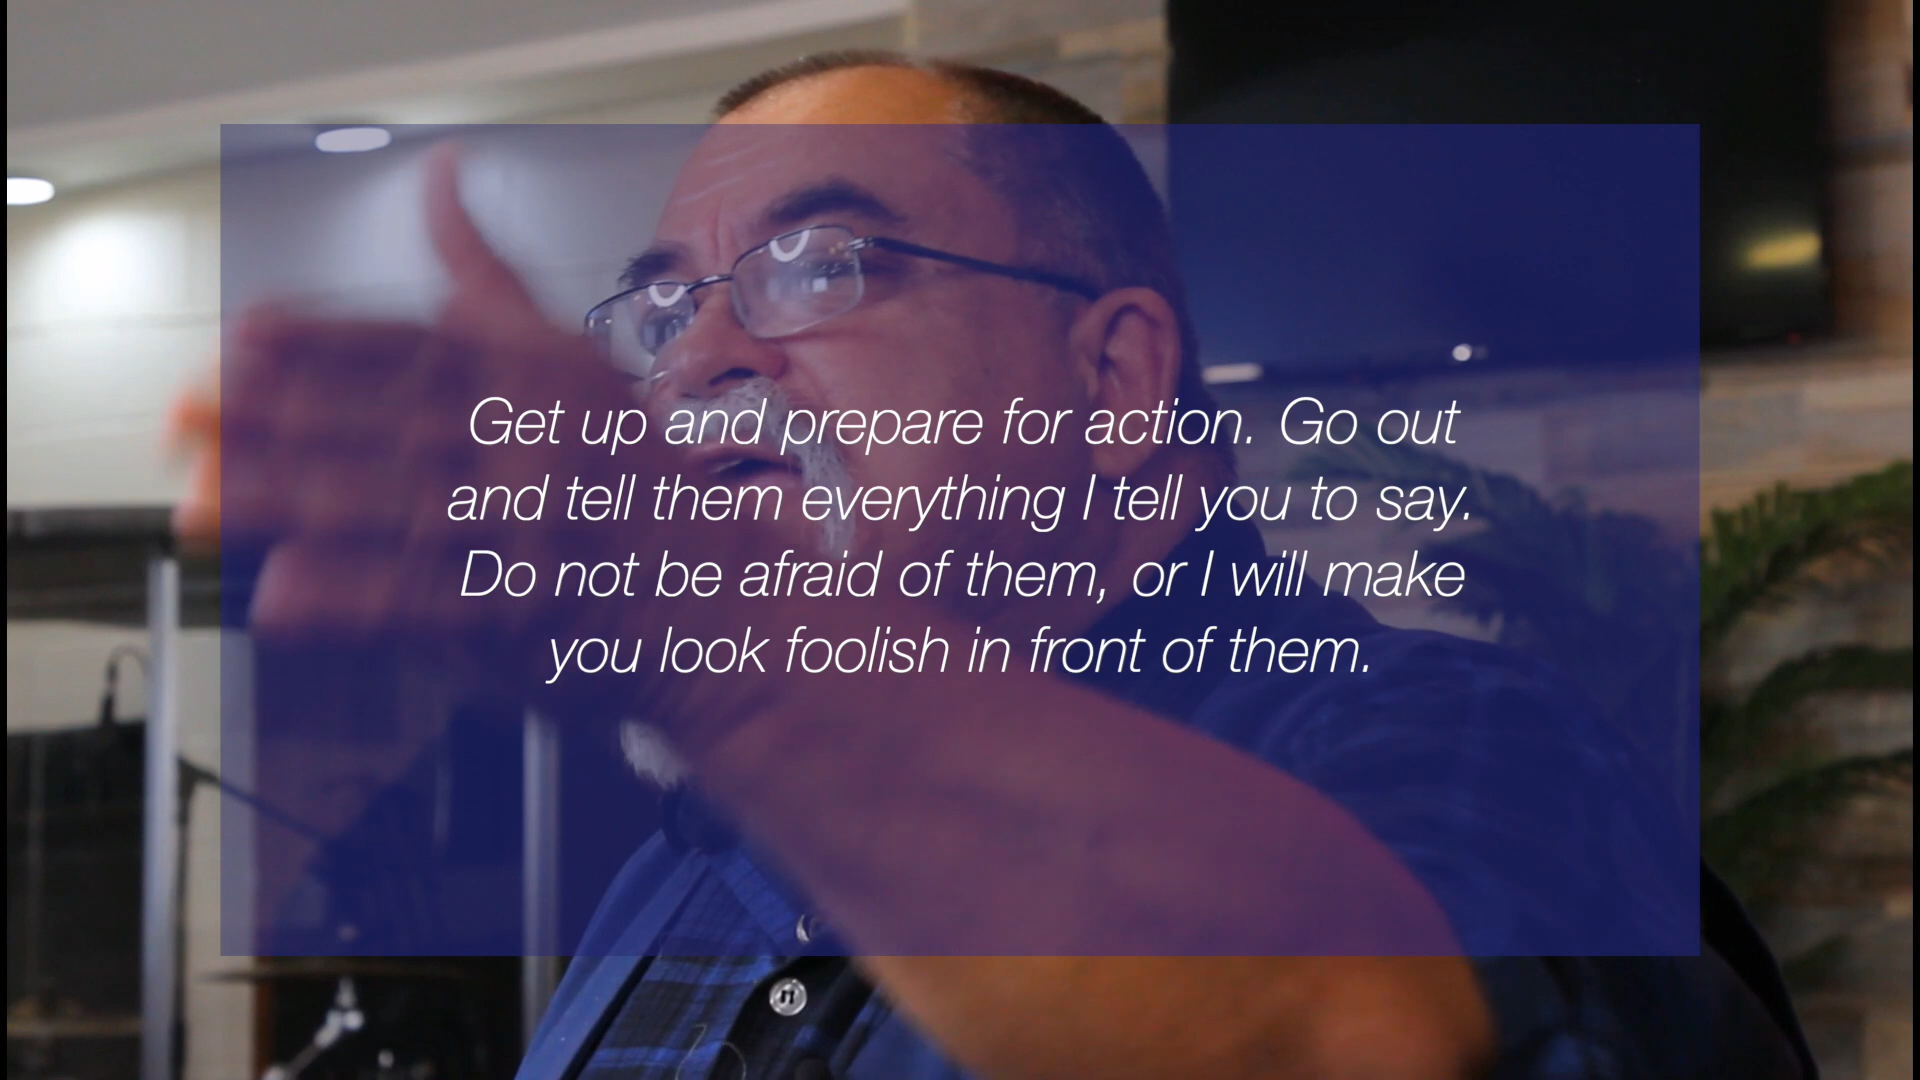 Get up and prepare for action. Go out
and tell them everything I tell you to say.
Do not be afraid of them, or I will make
you look foolish in front of them.